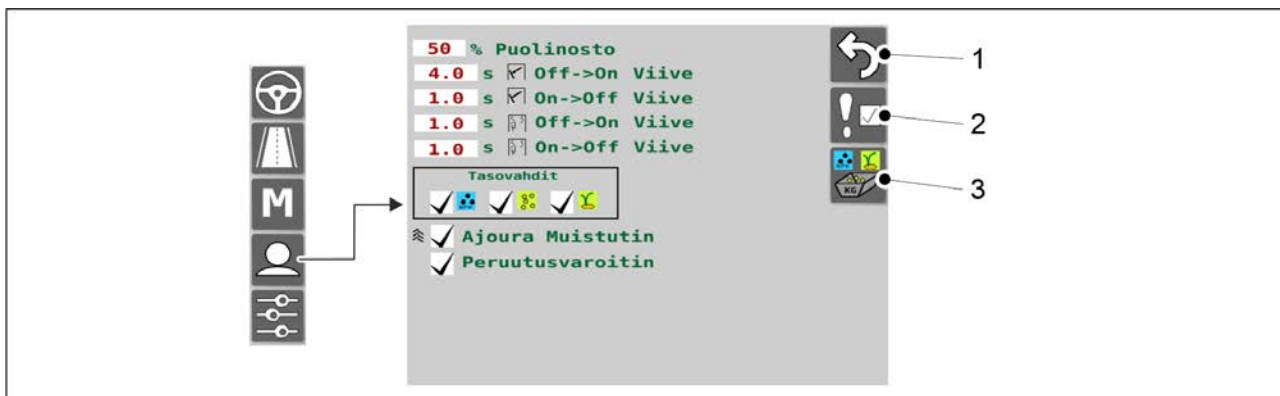 50 % Puolinosto
4.0 s Off->On Viive
1.0 s On->Off Viive
1.0 s Off->On Viive
1.0 s On->Off Viive
Tasovahdit
Ajoura Muistutin
Peruutusvaroitin
M
KG
1
2
3